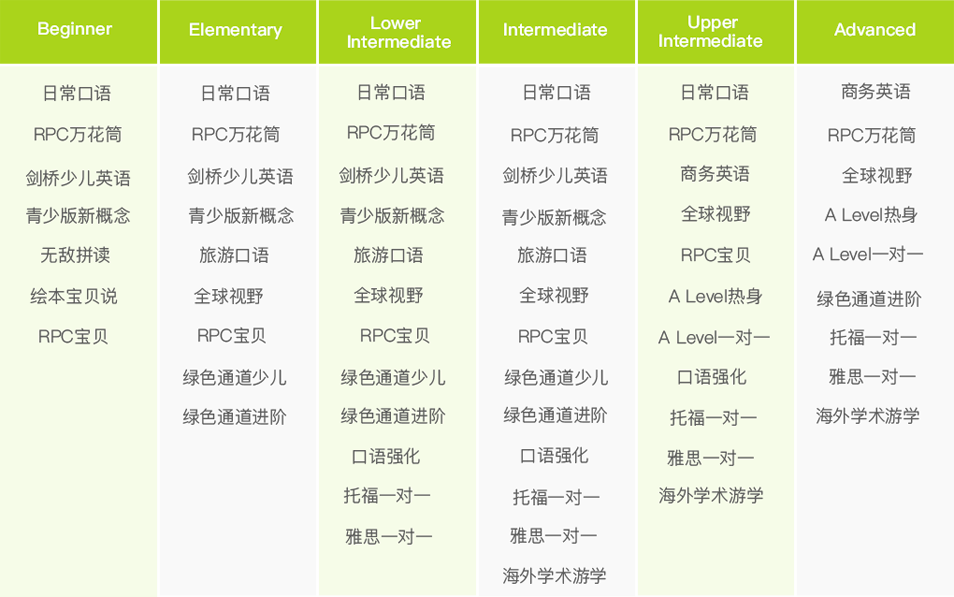 Beginner
日常口语
RPC万花筒
剑桥少儿英语
青少版新概念
无敌拼读
绘本宝贝说
RPC宝贝
Elementary
日常口语
RPC万花筒
剑桥少儿英语
青少版新概念
旅游口语
全球视野
RPC宝贝
绿色通道少儿
绿色通道进阶
Lower
Intermediate
日常口语
RPC万花筒
剑桥少儿英语
青少版新概念
旅游口语
全球视野
RPC宝贝
绿色通道少儿
绿色通道进阶
口语强化
托福一对一
雅思一对一
Intermediate
日常口语
RPC万花筒
剑桥少儿英语
青少版新概念
旅游口语
全球视野
RPC宝贝
绿色通道少儿
绿色通道进阶
口语强化
托福一对一
雅思一对一
海外学术游学
Upper
Intermediate
日常口语
RPC万花筒
商务英语
全球视野
RPC宝贝
A Level热身
A Level一对一
口语强化
托福一对一
雅思一对一
海外学术游学
Advanced
商务英语
RPC万花筒
全球视野
A Level热身
A Level一对一
绿色通道进阶
托福一对一
雅思一对一
海外学术游学